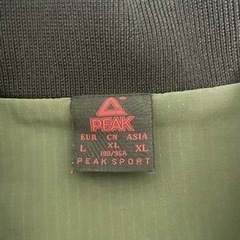 PEAK
EUR CN ASIA
L XL XL
180/96A
PEAK SPORT